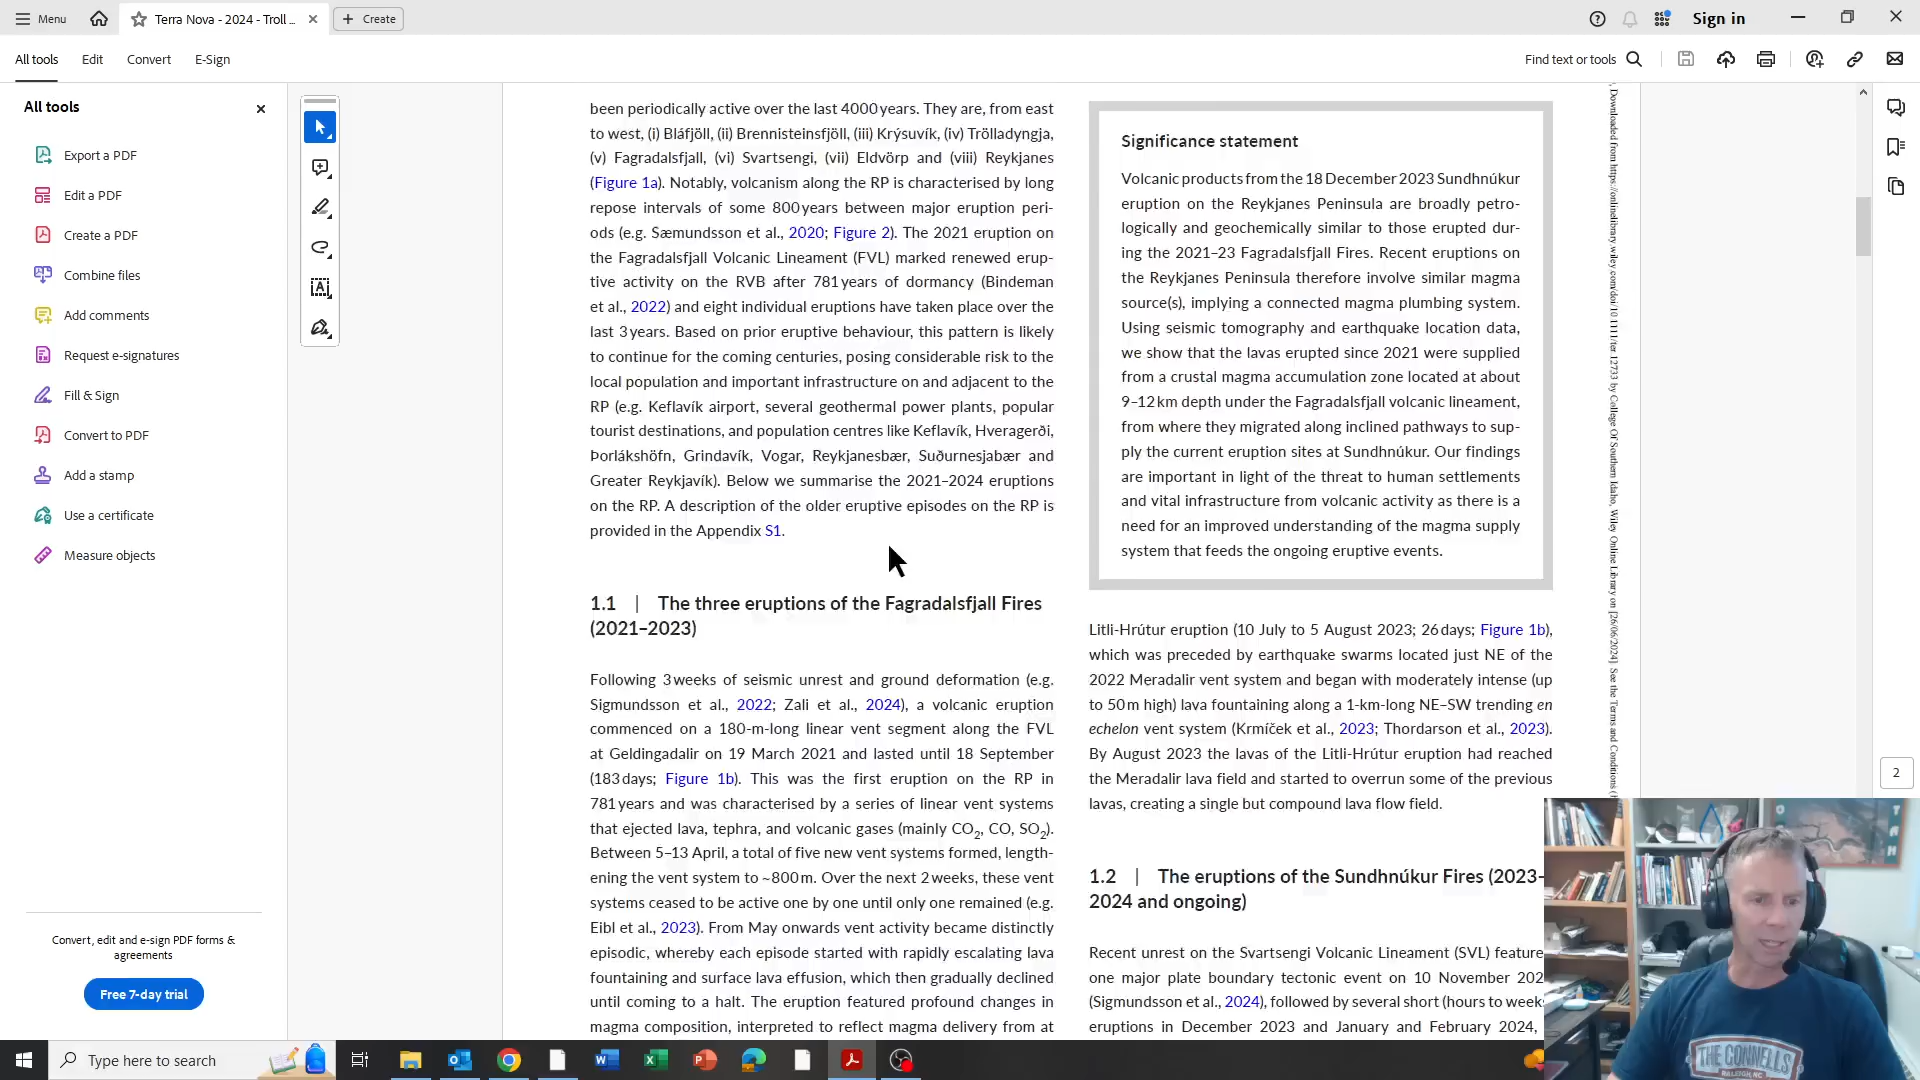 Menu
Terra Nova - 2024 - Troll ...
Create
Sign in
All tools
Edit
Convert
E-Sign
Find text or tools
All tools
Export a PDF
Edit a PDF
Create a PDF
Combine files
Add comments
Request e-signatures
Fill & Sign
Convert to PDF
Add a stamp
Use a certificate
Measure objects
Convert, edit and e-sign PDF forms &
agreements
Free 7-day trial
been periodically active over the last 4000 years. They are, from east
to west, (i) Bláfjöll, (ii) Brennisteinsfjöll, (iii) Krýsuvík, (iv) Trölladyngja,
(v) Fagradalsfjall, (vi) Svartsengi, (vii) Eldvörp and (viii) Reykjanes
(Figure 1a). Notably, volcanism along the RP is characterised by long
repose intervals of some 800 years between major eruption peri-
ods (e.g. Sæmundsson et al., 2020; Figure 2). The 2021 eruption on
the Fagradalsfjall Volcanic Lineament (FVL) marked renewed erup-
tive activity on the RVB after 781 years of dormancy (Bindeman
et al., 2022) and eight individual eruptions have taken place over the
last 3 years. Based on prior eruptive behaviour, this pattern is likely
to continue for the coming centuries, posing considerable risk to the
local population and important infrastructure on and adjacent to the
RP (e.g. Keflavík airport, several geothermal power plants, popular
tourist destinations, and population centres like Keflavík, Hveragerði,
Þorlákshöfn, Grindavík, Vogar, Reykjanesbær, Suðurnesjabær and
Greater Reykjavík). Below we summarise the 2021–2024 eruptions
on the RP. A description of the older eruptive episodes on the RP is
provided in the Appendix S1.
1.1 | The three eruptions of the Fagradalsfjall Fires
(2021–2023)
Following 3 weeks of seismic unrest and ground deformation (e.g.
Sigmundsson et al., 2022; Zali et al., 2024), a volcanic eruption
commenced on a 180-m-long linear vent segment along the FVL
at Geldingadalir on 19 March 2021 and lasted until 18 September
(183 days; Figure 1b). This was the first eruption on the RP in
781 years and was characterised by a series of linear vent systems
that ejected lava, tephra, and volcanic gases (mainly CO2, CO, SO2).
Between 5–13 April, a total of five new vent systems formed, length-
ening the vent system to ~800 m. Over the next 2 weeks, these vent
systems ceased to be active one by one until only one remained (e.g.
Eibl et al., 2023). From May onwards vent activity became distinctly
episodic, whereby each episode started with rapidly escalating lava
fountaining and surface lava effusion, which then gradually declined
until coming to a halt. The eruption featured profound changes in
magma composition, interpreted to reflect magma delivery from at
Significance statement
Volcanic products from the 18 December 2023 Sundhnúkur
eruption on the Reykjanes Peninsula are broadly petro-
logically and geochemically similar to those erupted dur-
ing the 2021–23 Fagradalsfjall Fires. Recent eruptions on
the Reykjanes Peninsula therefore involve similar magma
source(s), implying a connected magma plumbing system.
Using seismic tomography and earthquake location data,
we show that the lavas erupted since 2021 were supplied
from a crustal magma accumulation zone located at about
9–12 km depth under the Fagradalsfjall volcanic lineament,
from where they migrated along inclined pathways to sup-
ply the current eruption sites at Sundhnúkur. Our findings
are important in light of the threat to human settlements
and vital infrastructure from volcanic activity as there is a
need for an improved understanding of the magma supply
system that feeds the ongoing eruptive events.
Litli-Hrútur eruption (10 July to 5 August 2023; 26 days; Figure 1b),
which was preceded by earthquake swarms located just NE of the
2022 Meradalir vent system and began with moderately intense (up
to 50 m high) lava fountaining along a 1-km-long NE–SW trending en
echelon vent system (Krmíček et al., 2023; Thordarson et al., 2023).
By August 2023 the lavas of the Litli-Hrútur eruption had reached
the Meradalir lava field and started to overrun some of the previous
lavas, creating a single but compound lava flow field.
1.2 | The eruptions of the Sundhnúkur Fires (2023–
2024 and ongoing)
Recent unrest on the Svartsengi Volcanic Lineament (SVL) feature
one major plate boundary tectonic event on 10 November 202
(Sigmundsson et al., 2024), followed by several short (hours to week
eruptions in December 2023 and January and February 2024,
, Downloaded from https://onlinelibrary.wiley.com/doi/10.1111/ter.12733 by College Of Southern Idaho, Wiley Online Library on [26/06/2024]. See the Terms and Conditions (
2
THE CONNELLS
RALEIGH, NC
Type here to search